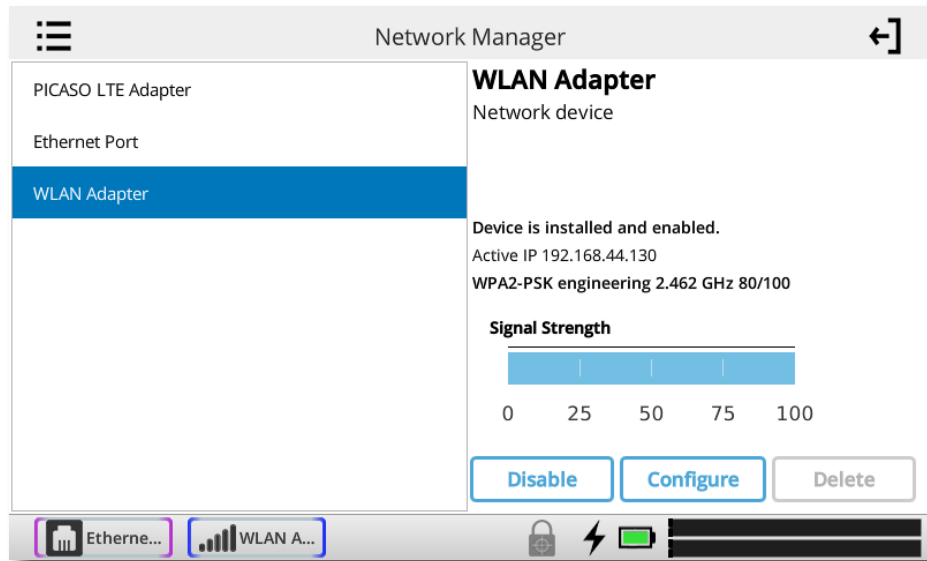 Network Manager
PICASO LTE Adapter
Ethernet Port
WLAN Adapter
WLAN Adapter
Network device
Device is installed and enabled.
Active IP 192.168.44.130
WPA2-PSK engineering 2.462 GHz 80/100
Signal Strength
0 25 50 75 100
Disable Configure Delete
Etherne... WLAN A...